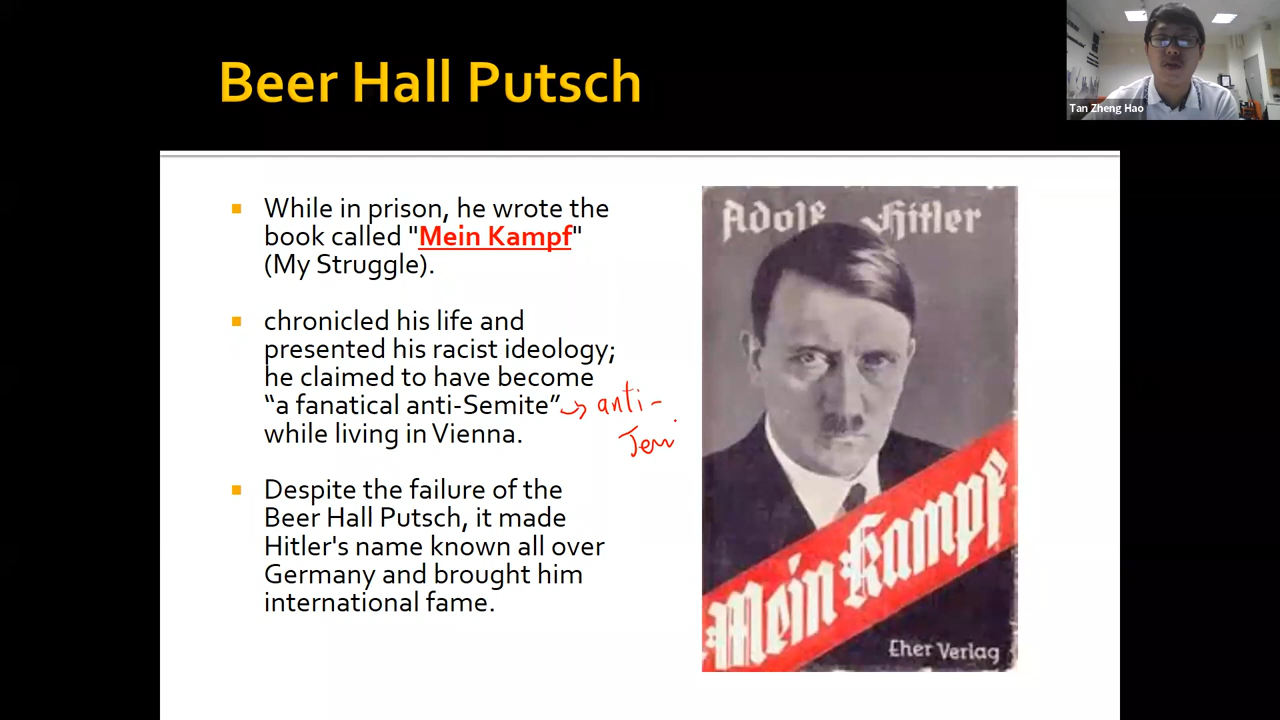 Beer Hall Putsch
Tan Zheng Hao
While in prison, he wrote the
book called "Mein Kampf"
(My Struggle).
chronicled his life and
presented his racist ideology;
he claimed to have become
“a fanatical anti-Semite”
while living in Vienna.
anti-
Jew
Despite the failure of the
Beer Hall Putsch, it made
Hitler's name known all over
Germany and brought him
international fame.
Adolf Hitler
Mein Kampf
Eher Verlag